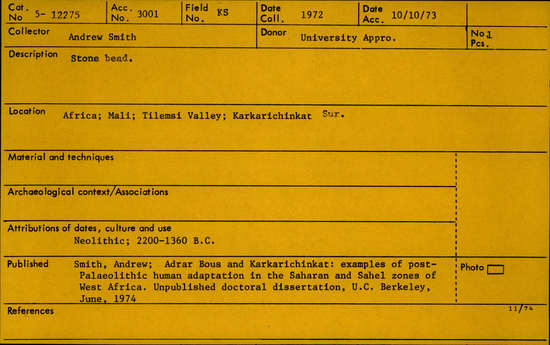 Cat. No 5- 12275 Acc. No. 3001 Field No. KS Date Coll. 1972 Date Acc. 10/10/73
Collector Andrew Smith Donor University Appro. No. 1 Pcs.
Description Stone bead.
Location Africa; Mali; Tilemsi Valley; Karkarichinkat Sur.
Material and techniques
Archaeological context/Associations
Attributions of dates, culture and use
Neolithic; 2200-1360 B.C.
Published Smith, Andrew; Adrar Bous and Karkarichinkat: examples of post-
Palaeolithic human adaptation in the Saharan and Sahel zones of
West Africa. Unpublished doctoral dissertation, U.C. Berkeley,
June, 1974
Photo
References 11/74